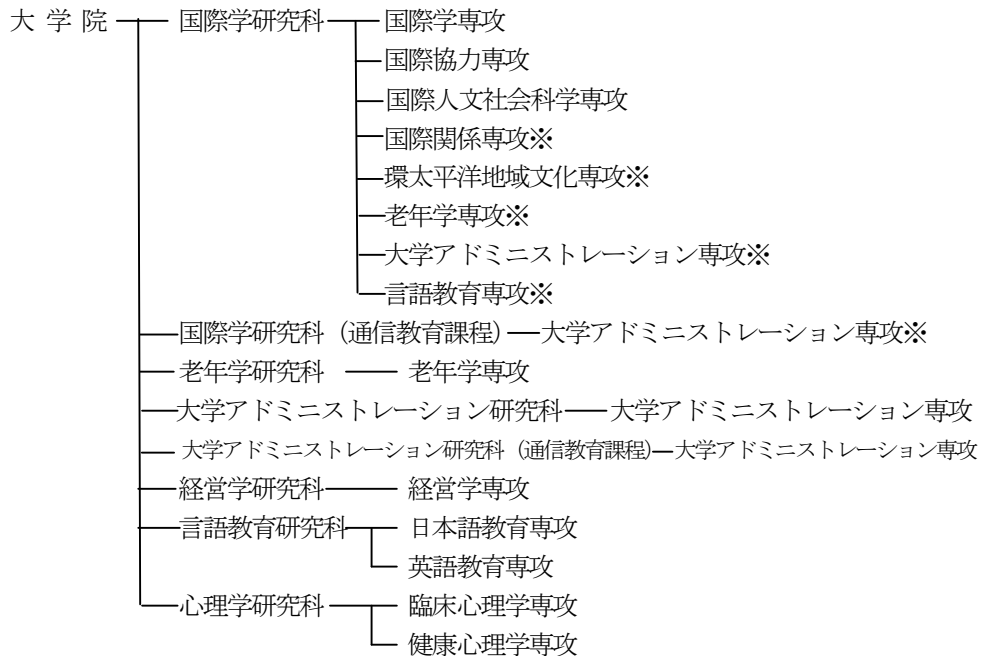 大 学 院 国際学研究科 国際学専攻
国際協力専攻
国際人文社会科学専攻
国際関係専攻※
環太平洋地域文化専攻※
老年学専攻※
大学アドミニストレーション専攻※
言語教育専攻※
国際学研究科（通信教育課程） 大学アドミニストレーション専攻※
老年学研究科 老年学専攻
大学アドミニストレーション研究科 大学アドミニストレーション専攻
大学アドミニストレーション研究科（通信教育課程) 大学アドミニストレーション専攻
経営学研究科 経営学専攻
言語教育研究科 日本語教育専攻
英語教育専攻
心理学研究科 臨床心理学専攻
健康心理学専攻